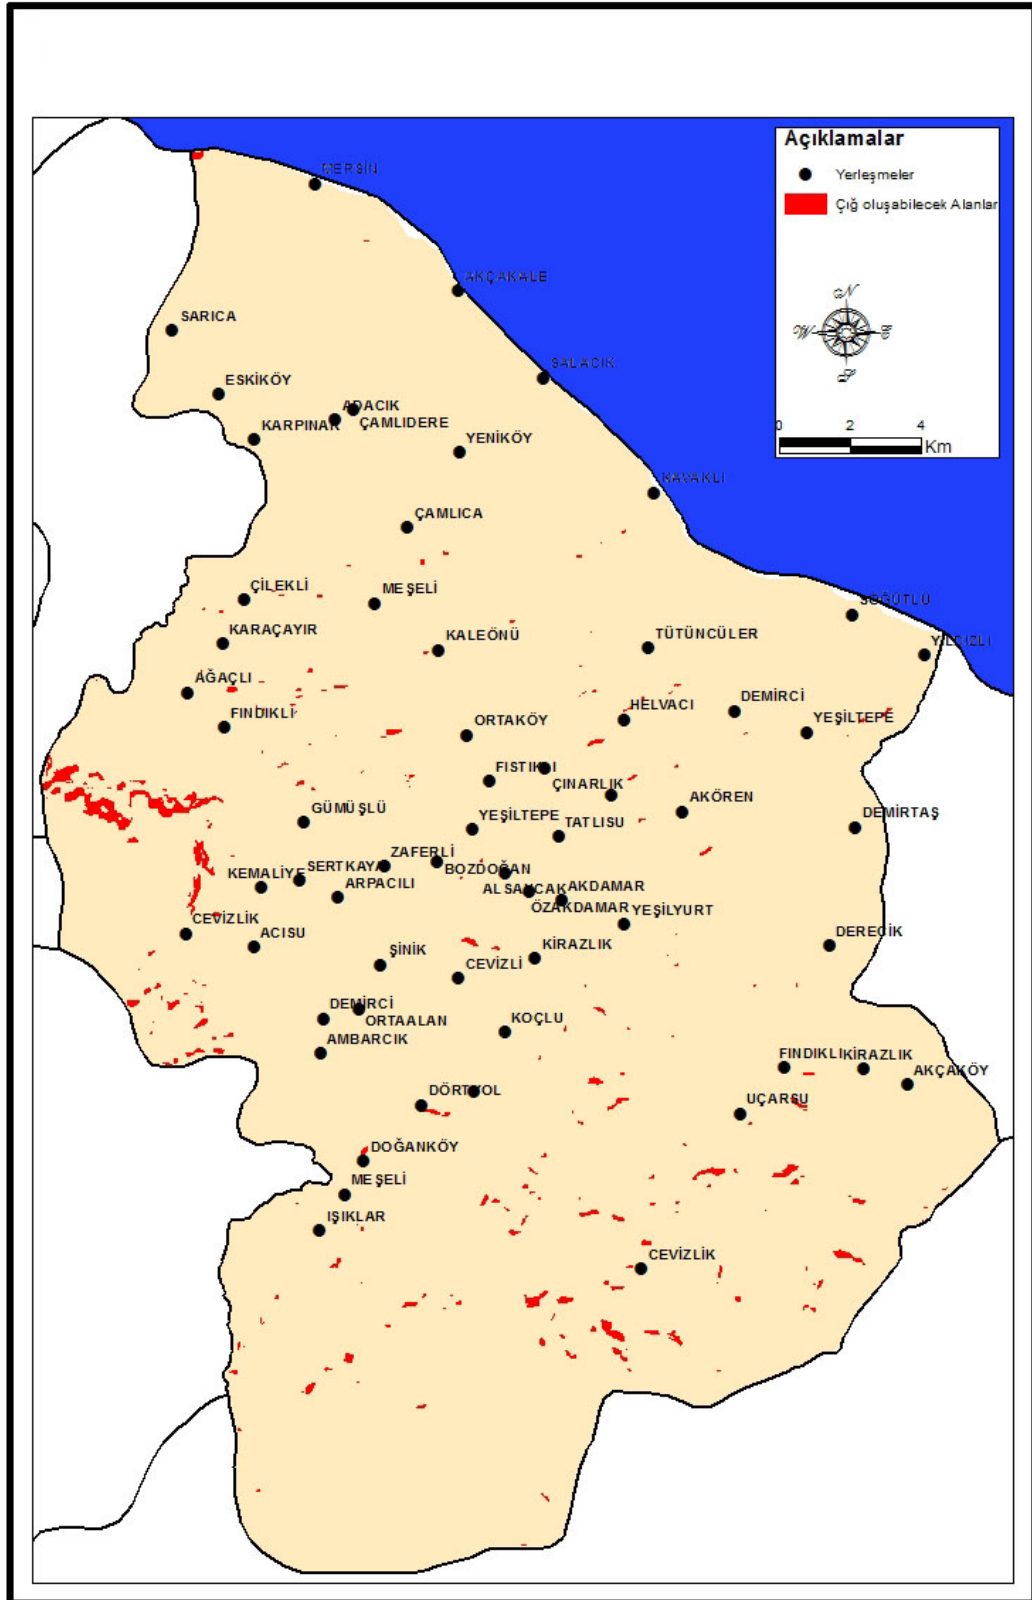 Açıklamalar
Yerleşmeler
Çığ oluşabilecek Alanlar
N
W
E
S
0 2 4
Km
MERSİN
AKÇAKALE
SARICA
SALACIK
ESKİKÖY
ADACIK
KARPINAR
ÇAMLIDERE
YENİKÖY
KAVAKLI
ÇAMLICA
ÇİLEKLİ
MEŞELİ
SÖĞÜTLÜ
KARAÇAYIR
KALEÖNÜ
TÜTÜNCÜLER
YILDIZLI
AĞAÇLI
FINDIKLI
HELVACI
DEMİRCİ
ORTAKÖY
YEŞİLTEPE
FISTIKLI
ÇINARLIK
AKÖREN
GÜMÜŞLÜ
YEŞİLTEPE
TATLISU
DEMİRTAŞ
ZAFERLİ
KEMALİYE
SERTKAYA
BOZDOĞAN
ARPACILI
ALSANCAK
AKDAMAR
ÖZAKDAMAR
YEŞİLYURT
CEVİZLİK
ACISU
DERECİK
ŞİNİK
CEVİZLİ
KİRAZLIK
DEMİRCİ
ORTAALAN
KOÇLU
AMBARCIK
FINDIKLI
KİRAZLIK
AKÇAKÖY
DÖRTYOL
UÇARSU
DOĞANKÖY
MEŞELİ
IŞIKLAR
CEVİZLİK